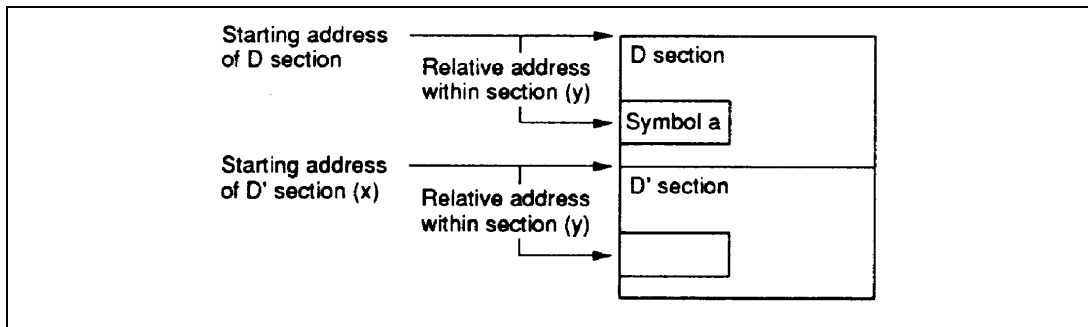 Starting address
of D section
D section
Relative address
within section (y)
Symbol a
Starting address
of D' section (x)
D' section
Relative address
within section (y)